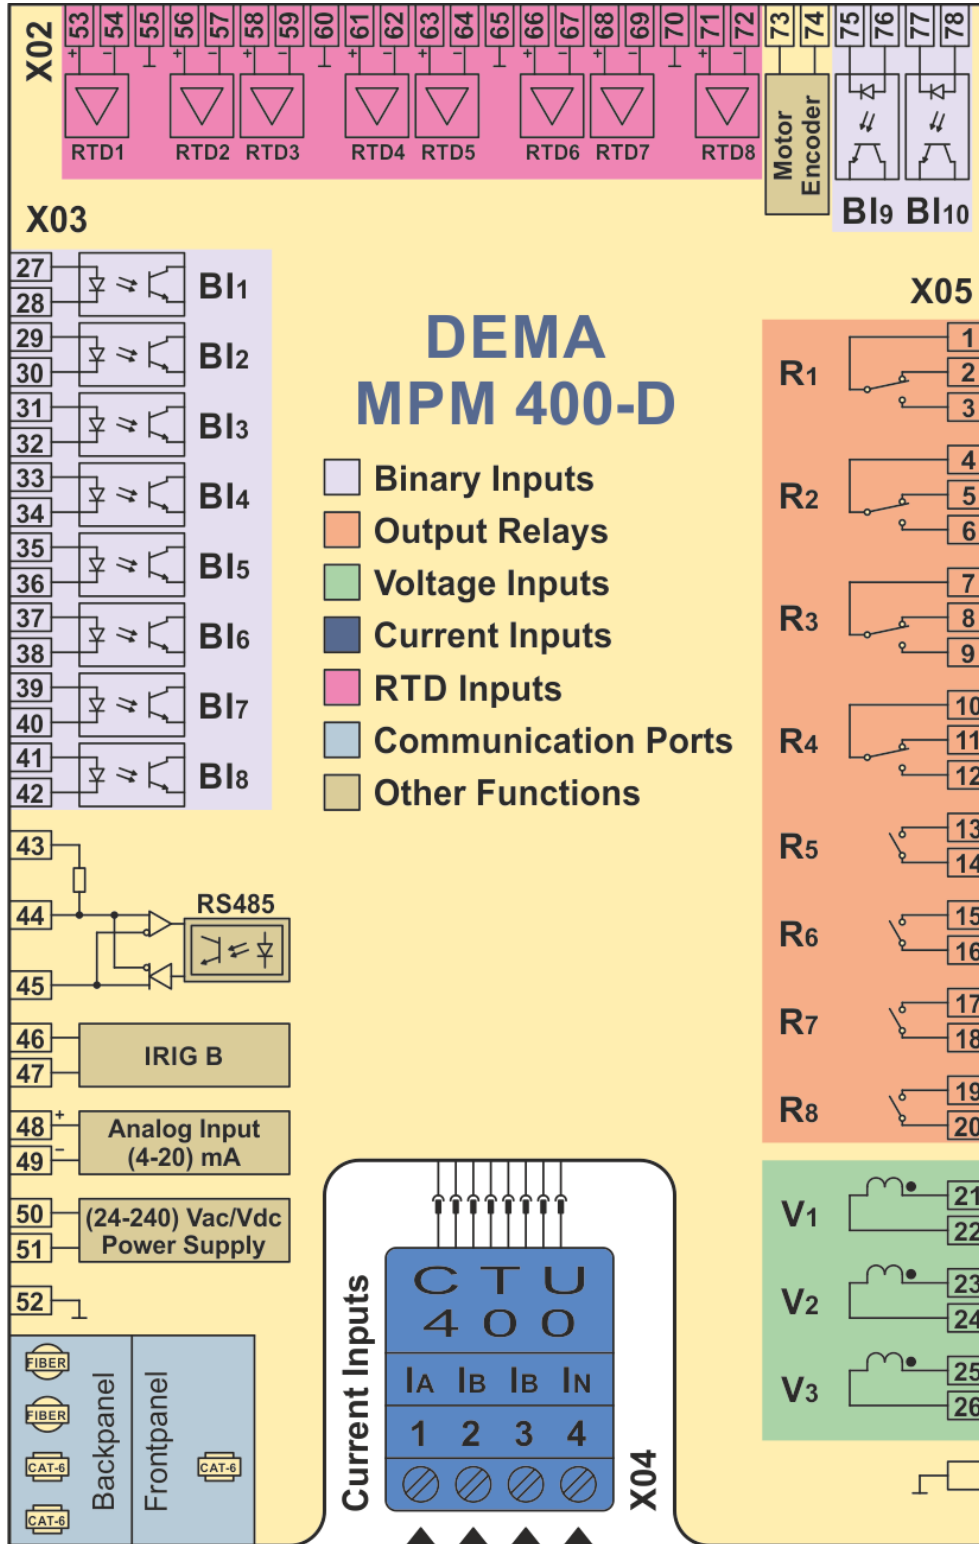 X02
53 54 55 56 57 58 59 60 61 62 63 64 65 66 67 68 69 70 71 72 73 74 75 76 77 78
+ − + − + − + − + − + − + − + −
RTD1 RTD2 RTD3 RTD4 RTD5 RTD6 RTD7 RTD8
Motor
Encoder
BI9 BI10
X03
27
28
BI1
29
30
BI2
31
32
BI3
33
34
BI4
35
36
BI5
37
38
BI6
39
40
BI7
41
42
BI8
43
44
45
RS485
46
47
IRIG B
48 +
49 −
Analog Input
(4-20) mA
50
51
(24-240) Vac/Vdc
Power Supply
52
FIBER
FIBER
CAT-6
CAT-6
Backpanel
Frontpanel
CAT-6
DEMA
MPM 400-D
Binary Inputs
Output Relays
Voltage Inputs
Current Inputs
RTD Inputs
Communication Ports
Other Functions
Current Inputs
CTU
400
IA IB IB IN
1 2 3 4
X04
X05
R1
1
2
3
R2
4
5
6
R3
7
8
9
R4
10
11
12
R5
13
14
R6
15
16
R7
17
18
R8
19
20
V1
21
22
V2
23
24
V3
25
26